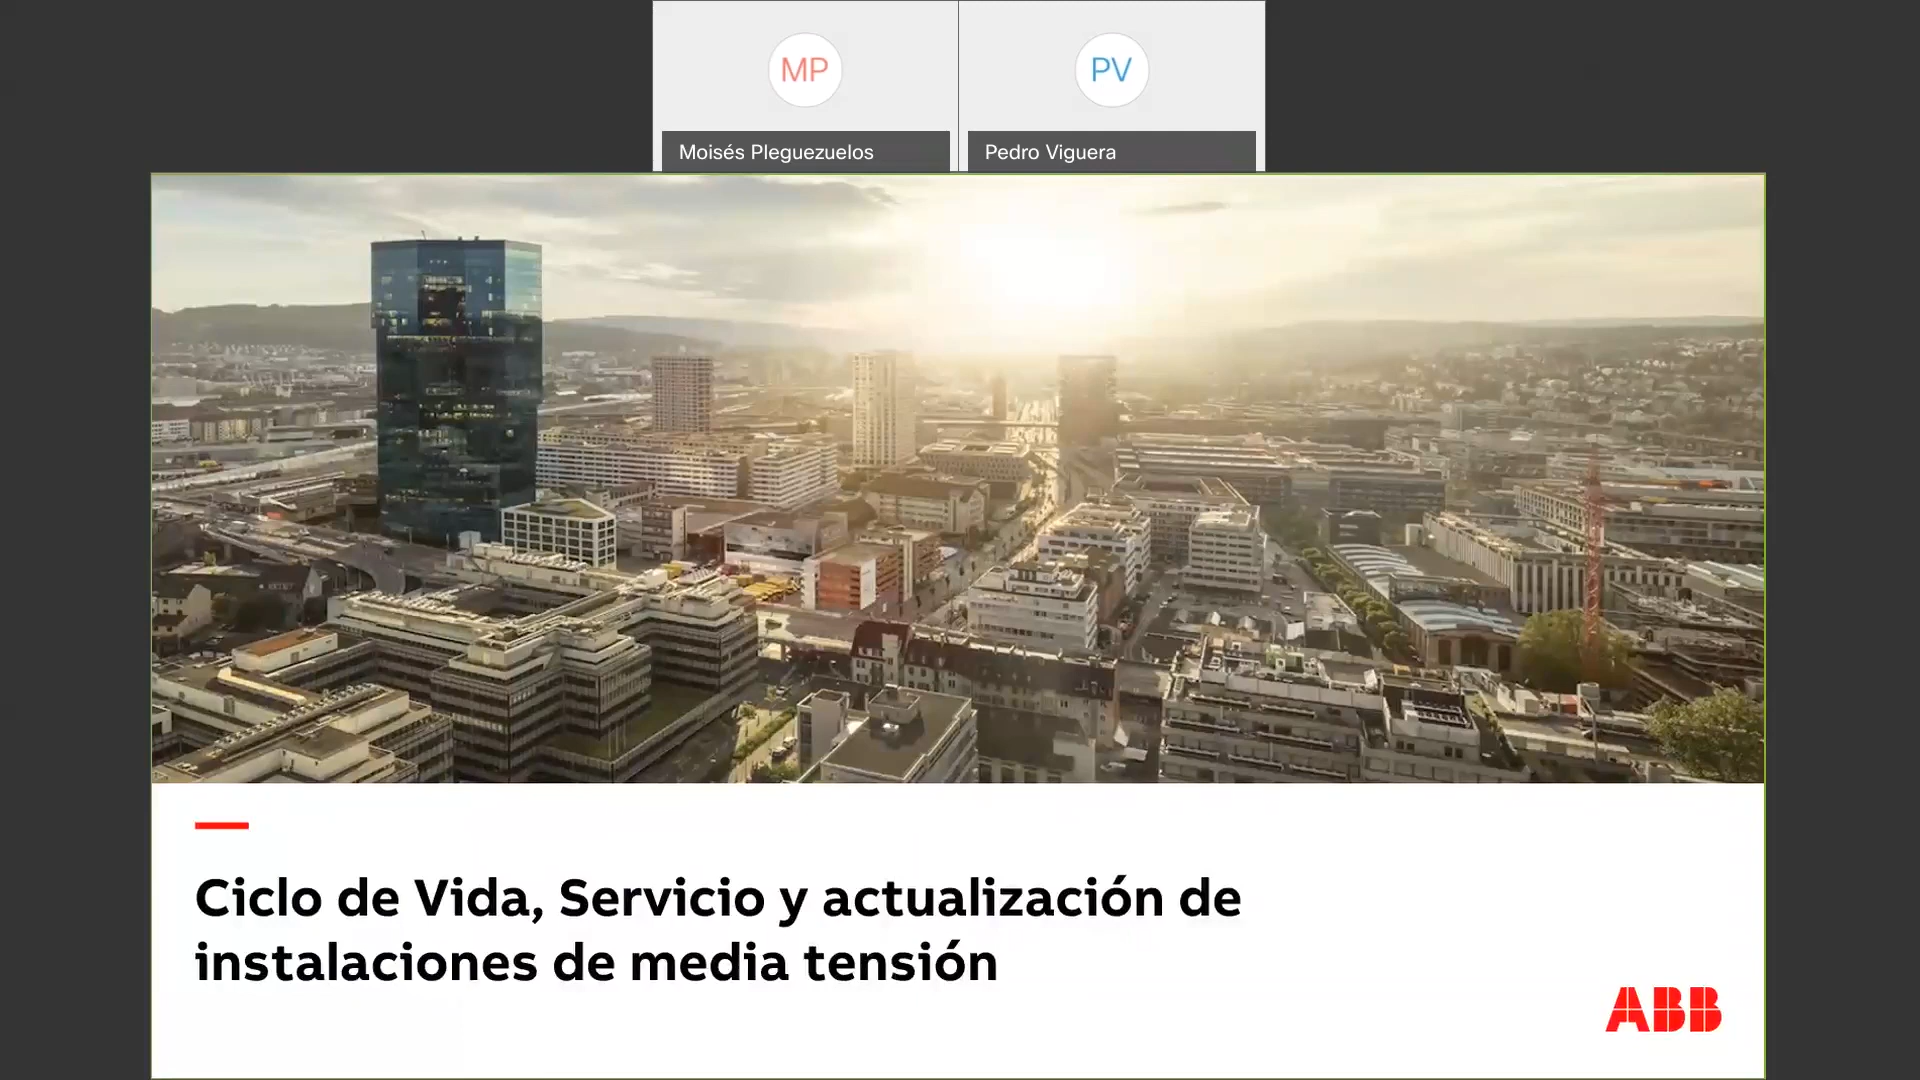 MP
PV
Moisés Pleguezuelos
Pedro Viguera
Ciclo de Vida, Servicio y actualización de
instalaciones de media tensión
ABB